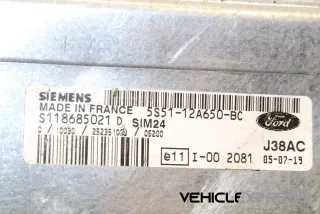 SIEMENS
MADE IN FRANCE 5S51-12A650-BC
S118685021 D SIM24
Ford
J38AC
e11 I-00 2081 05-07-19
VEHICLE